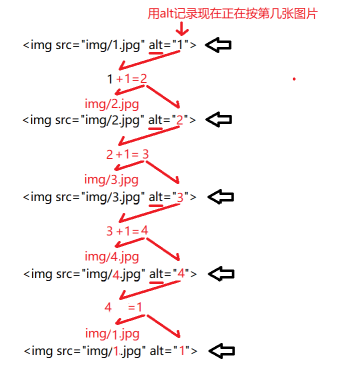 用alt记录现在正在按第几张图片
<img src="img/1.jpg" alt="1">
1+1=2
img/2.jpg
<img src="img/2.jpg" alt="2">
2+1= 3
img/3.jpg
<img src="img/3.jpg" alt="3">
3+1=4
img/4.jpg
<img src="img/4.jpg" alt="4">
4 =1
img/1.jpg
<img src="img/1.jpg" alt="1">